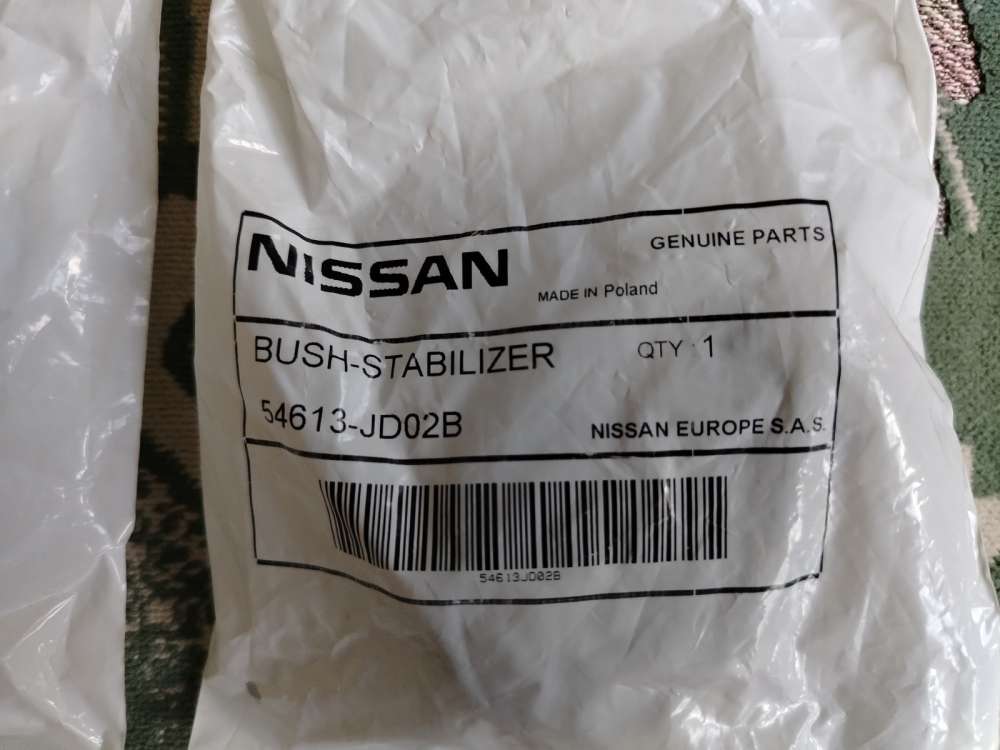 NISSAN
GENUINE PARTS
MADE IN Poland
BUSH-STABILIZER
QTY : 1
54613-JD02B
NISSAN EUROPE S.A.S.
54613JD02B